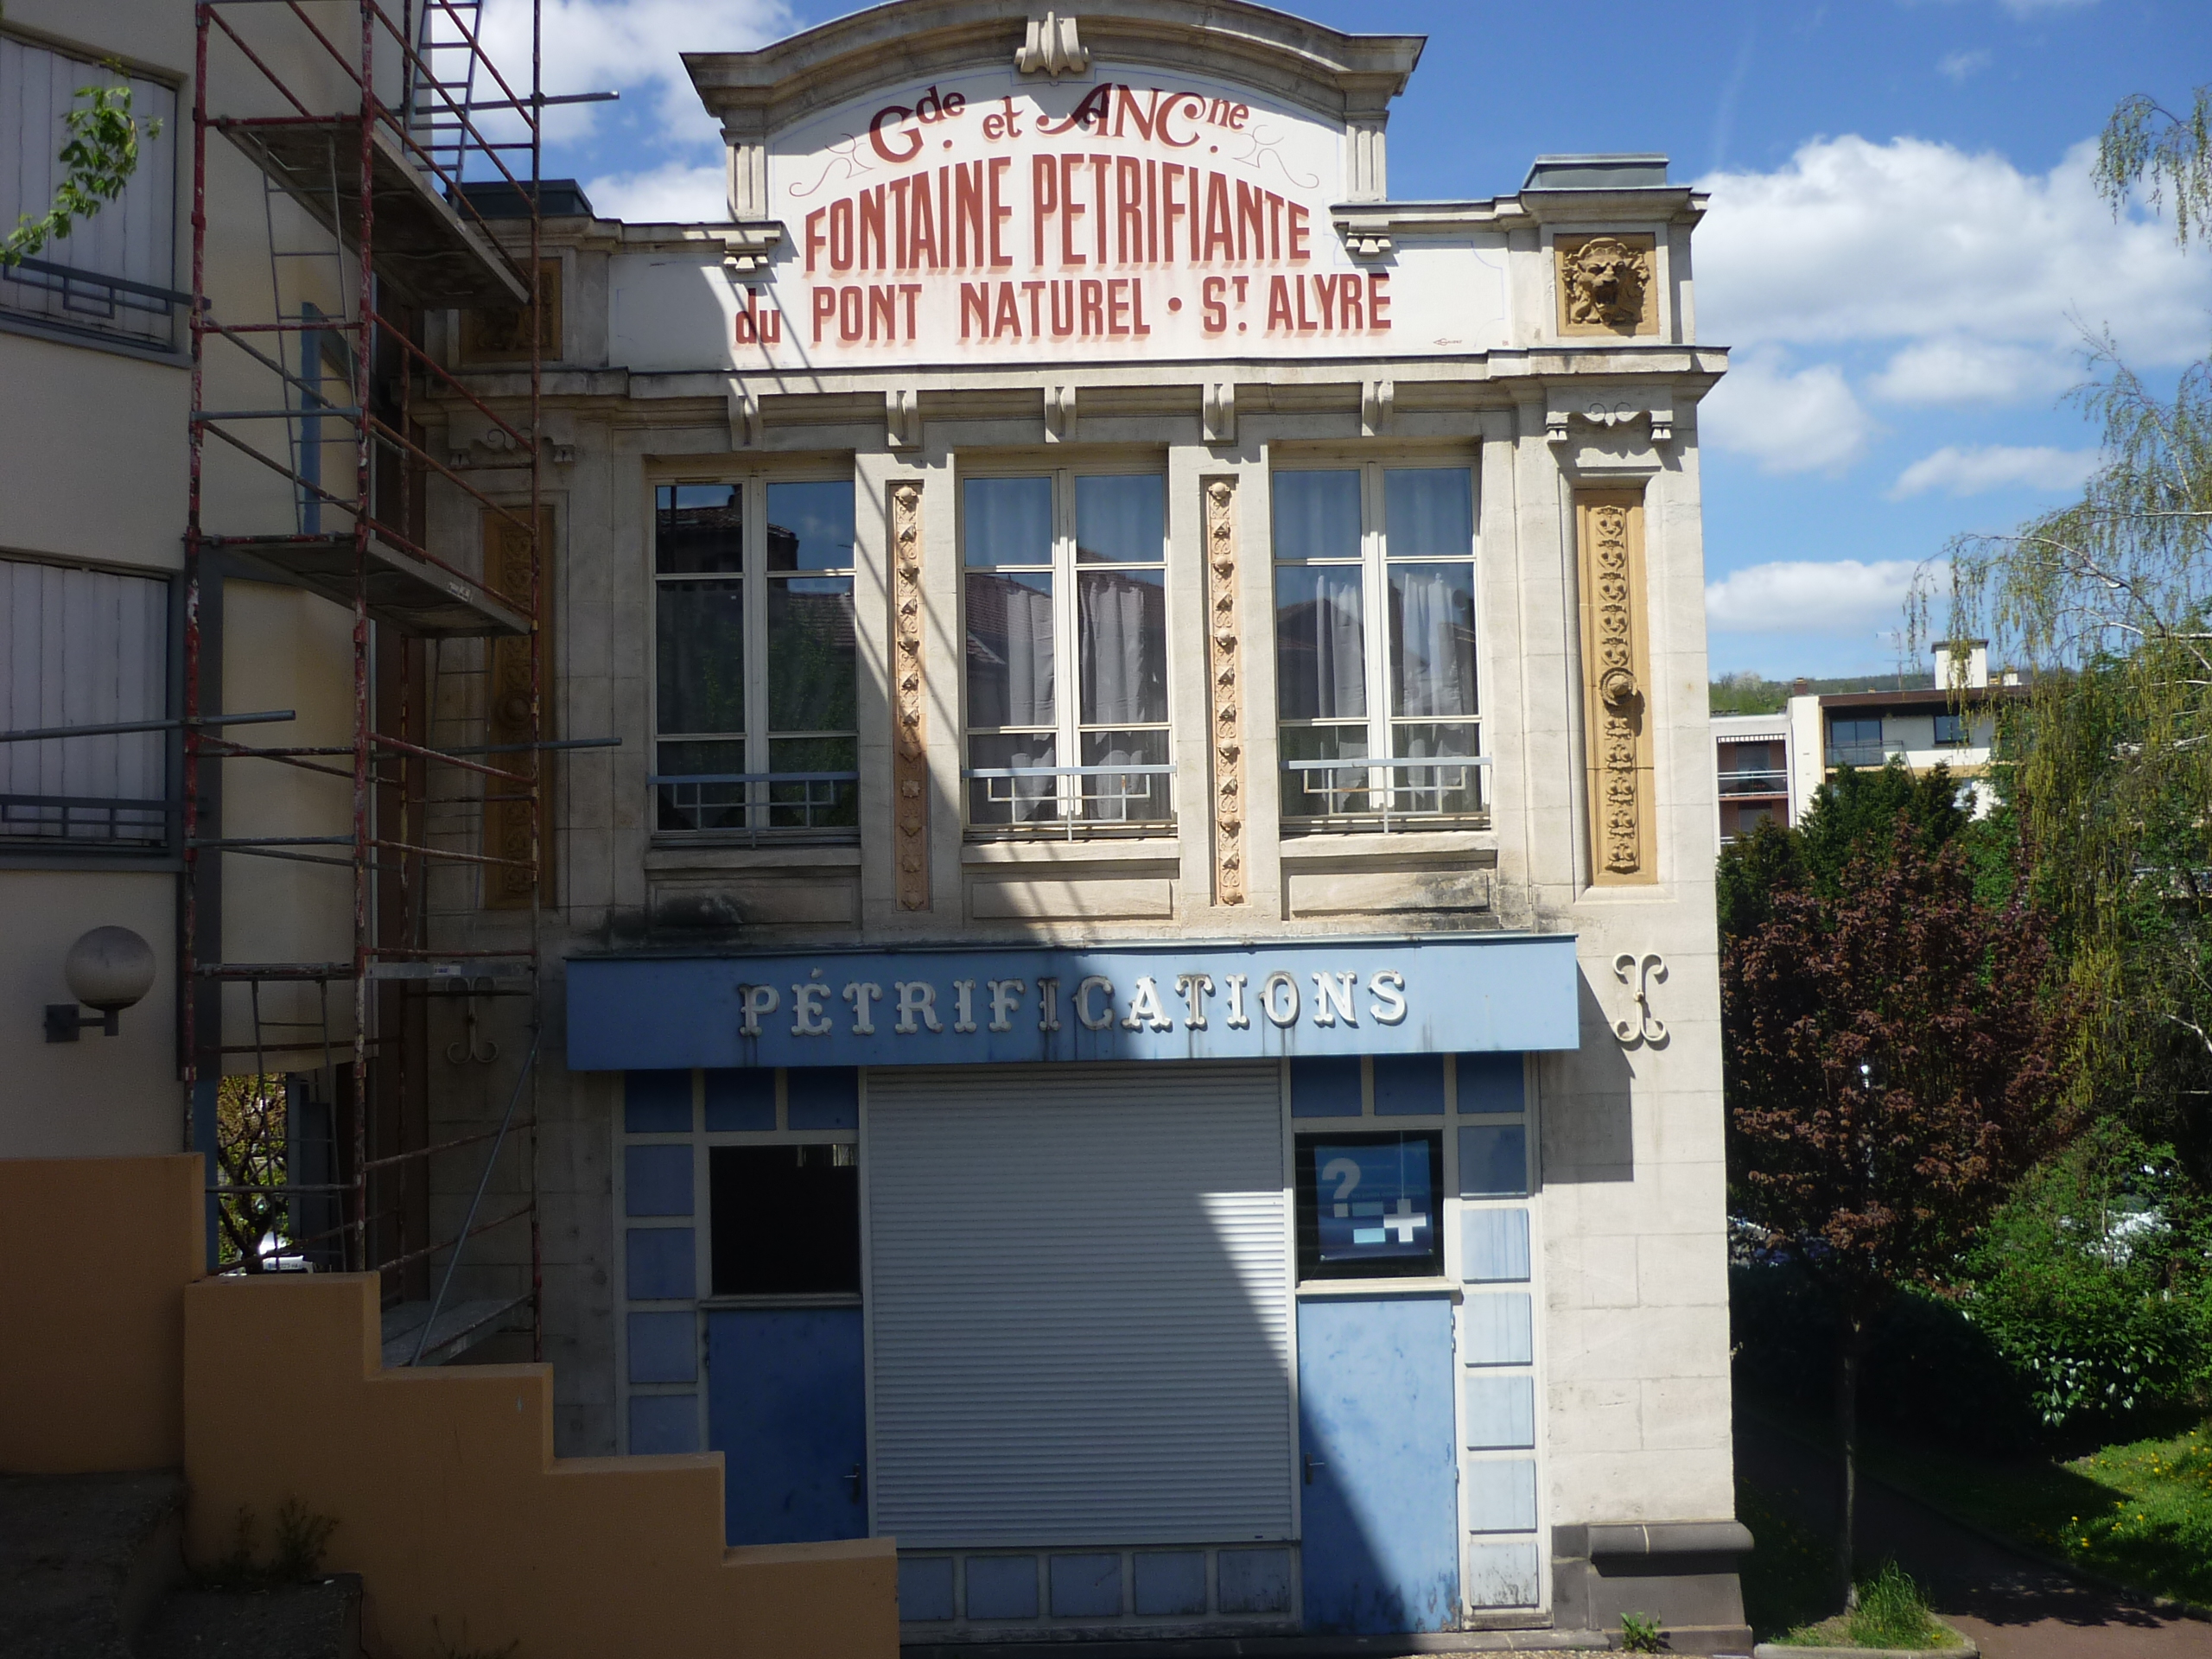 Gde. et ANCne.
FONTAINE PETRIFIANTE
du PONT NATUREL • ST. ALYRE
PÉTRIFICATIONS
?